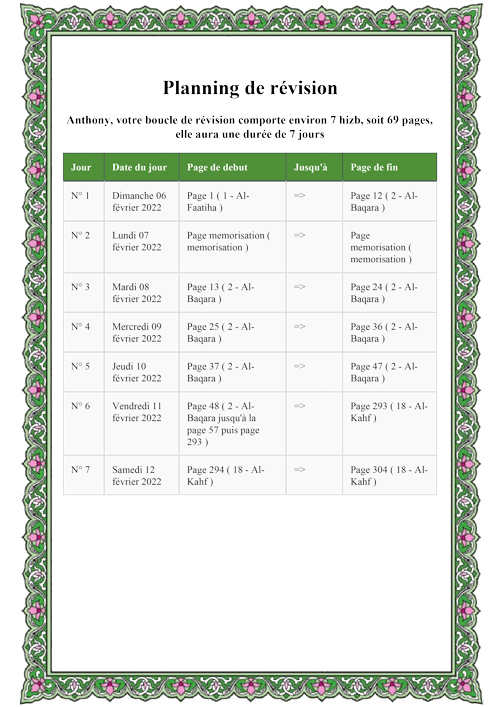 Planning de révision
Anthony, votre boucle de révision comporte environ 7 hizb, soit 69 pages,
elle aura une durée de 7 jours
Jour Date du jour Page de debut Jusqu'à Page de fin
N° 1 Dimanche 06 Page 1 ( 1 - Al- => Page 12 ( 2 - Al-
février 2022 Faatiha ) Baqara )
N° 2 Lundi 07 Page memorisation ( => Page
février 2022 memorisation ) memorisation (
memorisation )
N° 3 Mardi 08 Page 13 ( 2 - Al- => Page 24 ( 2 - Al-
février 2022 Baqara ) Baqara )
N° 4 Mercredi 09 Page 25 ( 2 - Al- => Page 36 ( 2 - Al-
février 2022 Baqara ) Baqara )
N° 5 Jeudi 10 Page 37 ( 2 - Al- => Page 47 ( 2 - Al-
février 2022 Baqara ) Baqara )
N° 6 Vendredi 11 Page 48 ( 2 - Al- => Page 293 ( 18 - Al-
février 2022 Baqara jusqu'à la Kahf )
page 57 puis page
293 )
N° 7 Samedi 12 Page 294 ( 18 - Al- => Page 304 ( 18 - Al-
février 2022 Kahf ) Kahf )